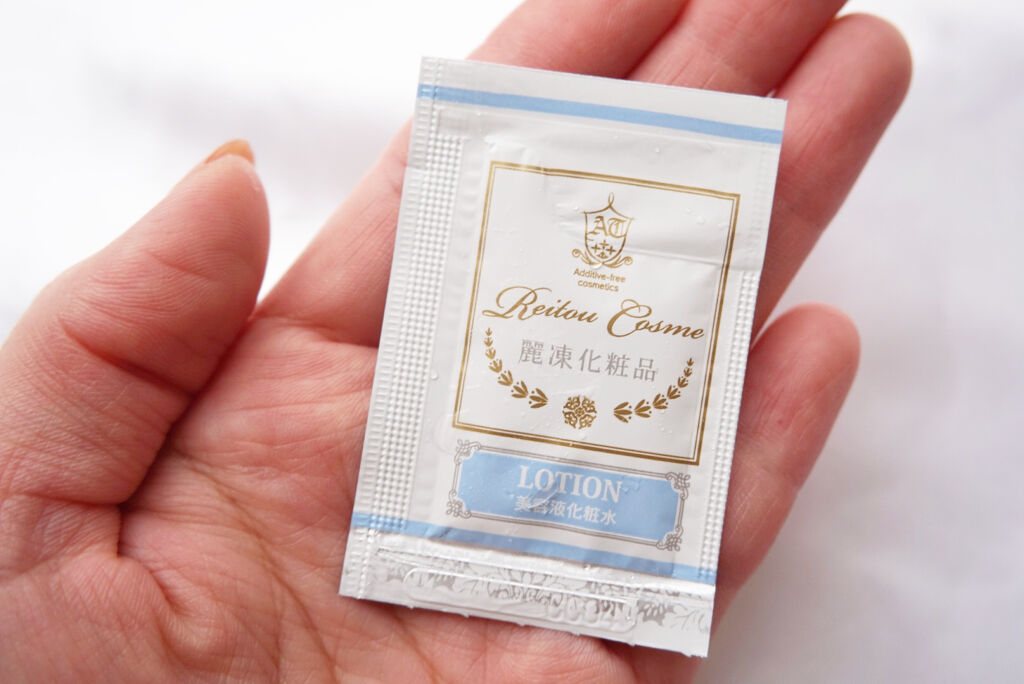 AT
Additive-free
cosmetics
Reitou Cosme
麗凍化粧品
LOTION
美容液化粧水